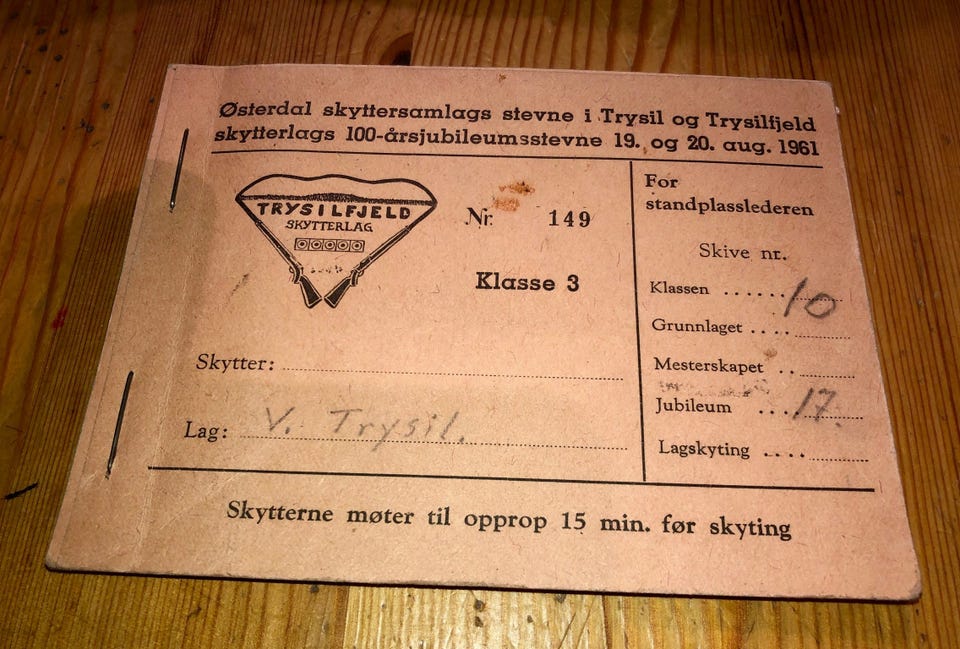 Østerdal skyttersamlags stevne i Trysil og Trysilfjeld
skytterlags 100-årsjubileumsstevne 19. og 20. aug. 1961
TRYSILFJELD
SKYTTERLAG
Nr. 149
Klasse 3
Skytter:
Lag: V. Trysil.
For
standplasslederen
Skive nr.
Klassen ...... 10
Grunnlaget ....
Mesterskapet ..
Jubileum ... 17.
Lagskyting ....
Skytterne møter til opprop 15 min. før skyting